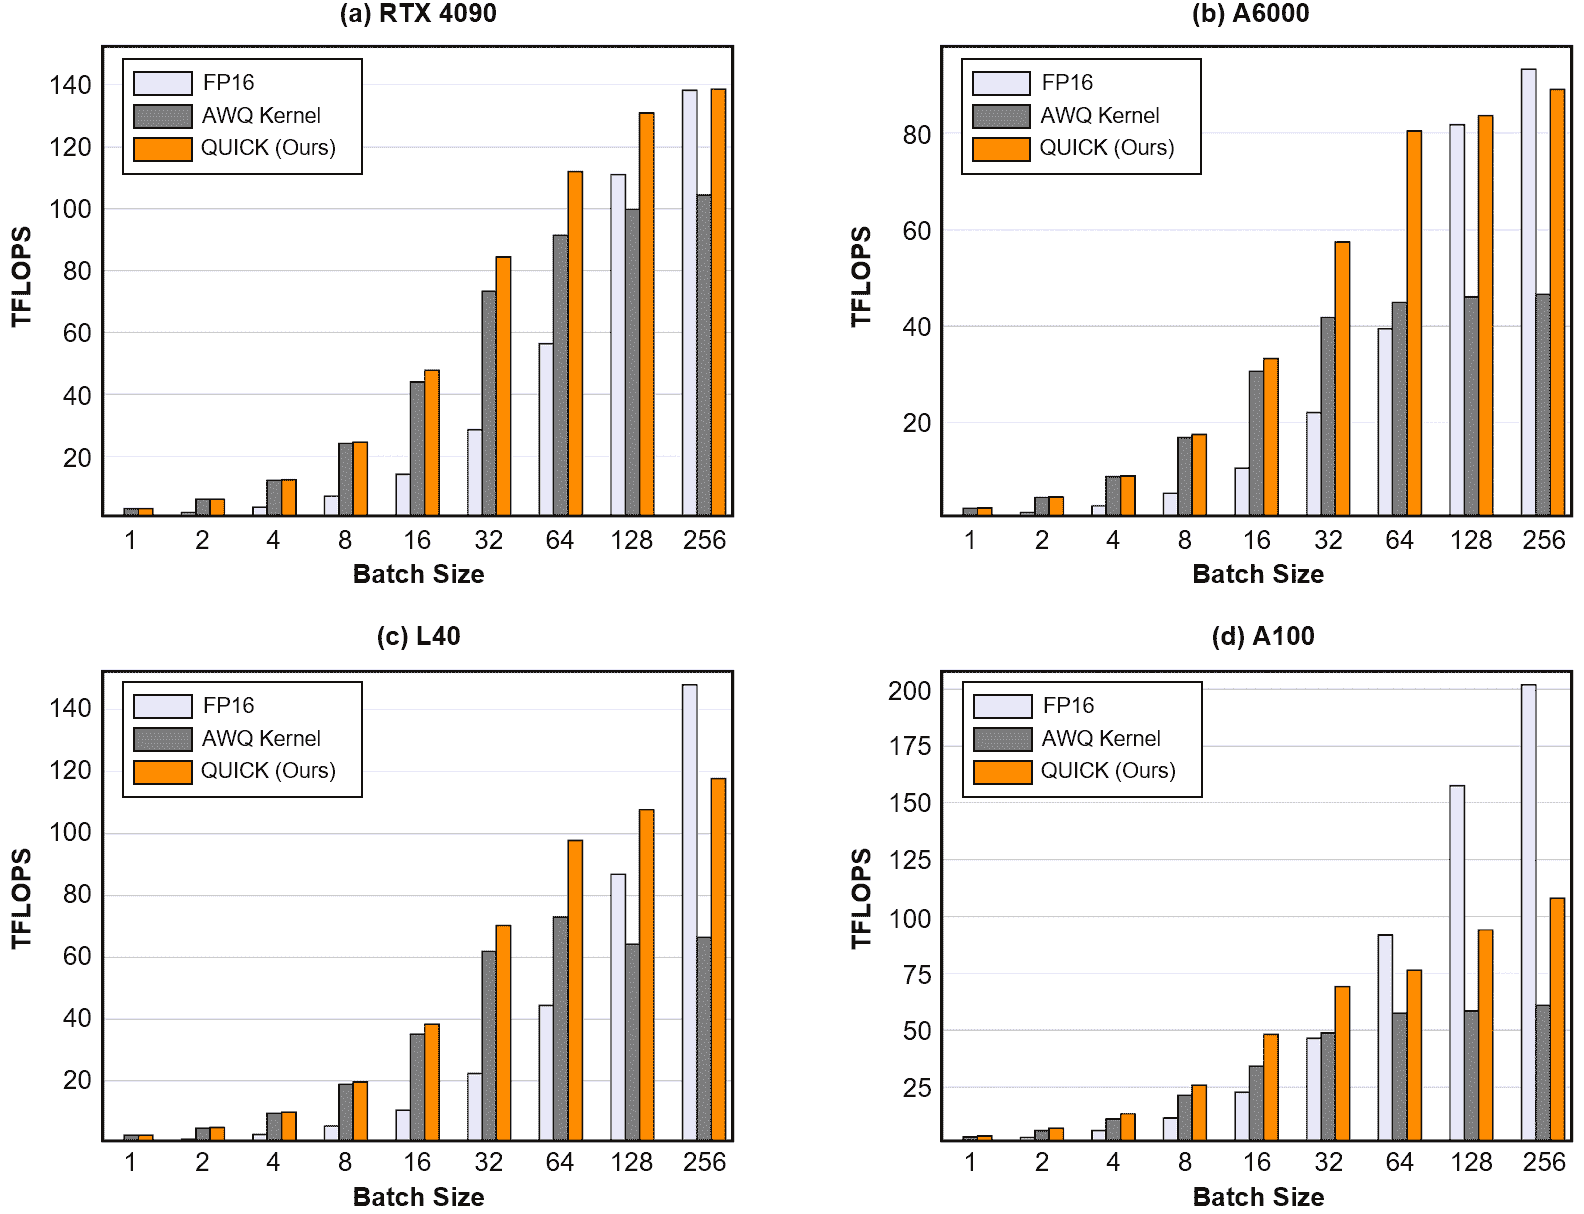 (a) RTX 4090
FP16
AWQ Kernel
QUICK (Ours)
140
120
100
80
60
40
20
TFLOPS
1 2 4 8 16 32 64 128 256
Batch Size
(b) A6000
FP16
AWQ Kernel
QUICK (Ours)
80
60
40
20
TFLOPS
1 2 4 8 16 32 64 128 256
Batch Size
(c) L40
FP16
AWQ Kernel
QUICK (Ours)
140
120
100
80
60
40
20
TFLOPS
1 2 4 8 16 32 64 128 256
Batch Size
(d) A100
FP16
AWQ Kernel
QUICK (Ours)
200
175
150
125
100
75
50
25
TFLOPS
1 2 4 8 16 32 64 128 256
Batch Size